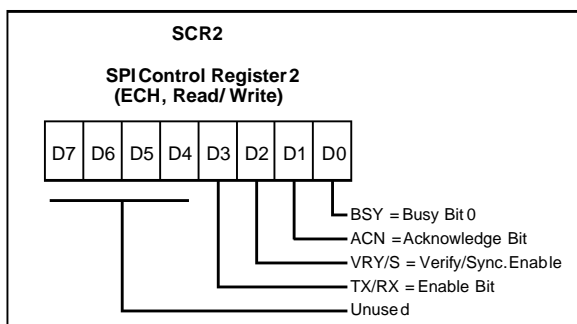 SCR2
SPI Control Register 2
(ECH, Read/ Write)
D7 D6 D5 D4 D3 D2 D1 D0
BSY = Busy Bit 0
ACN = Acknowledge Bit
VRY/S = Verify/Sync. Enable
TX/RX = Enable Bit
Unused